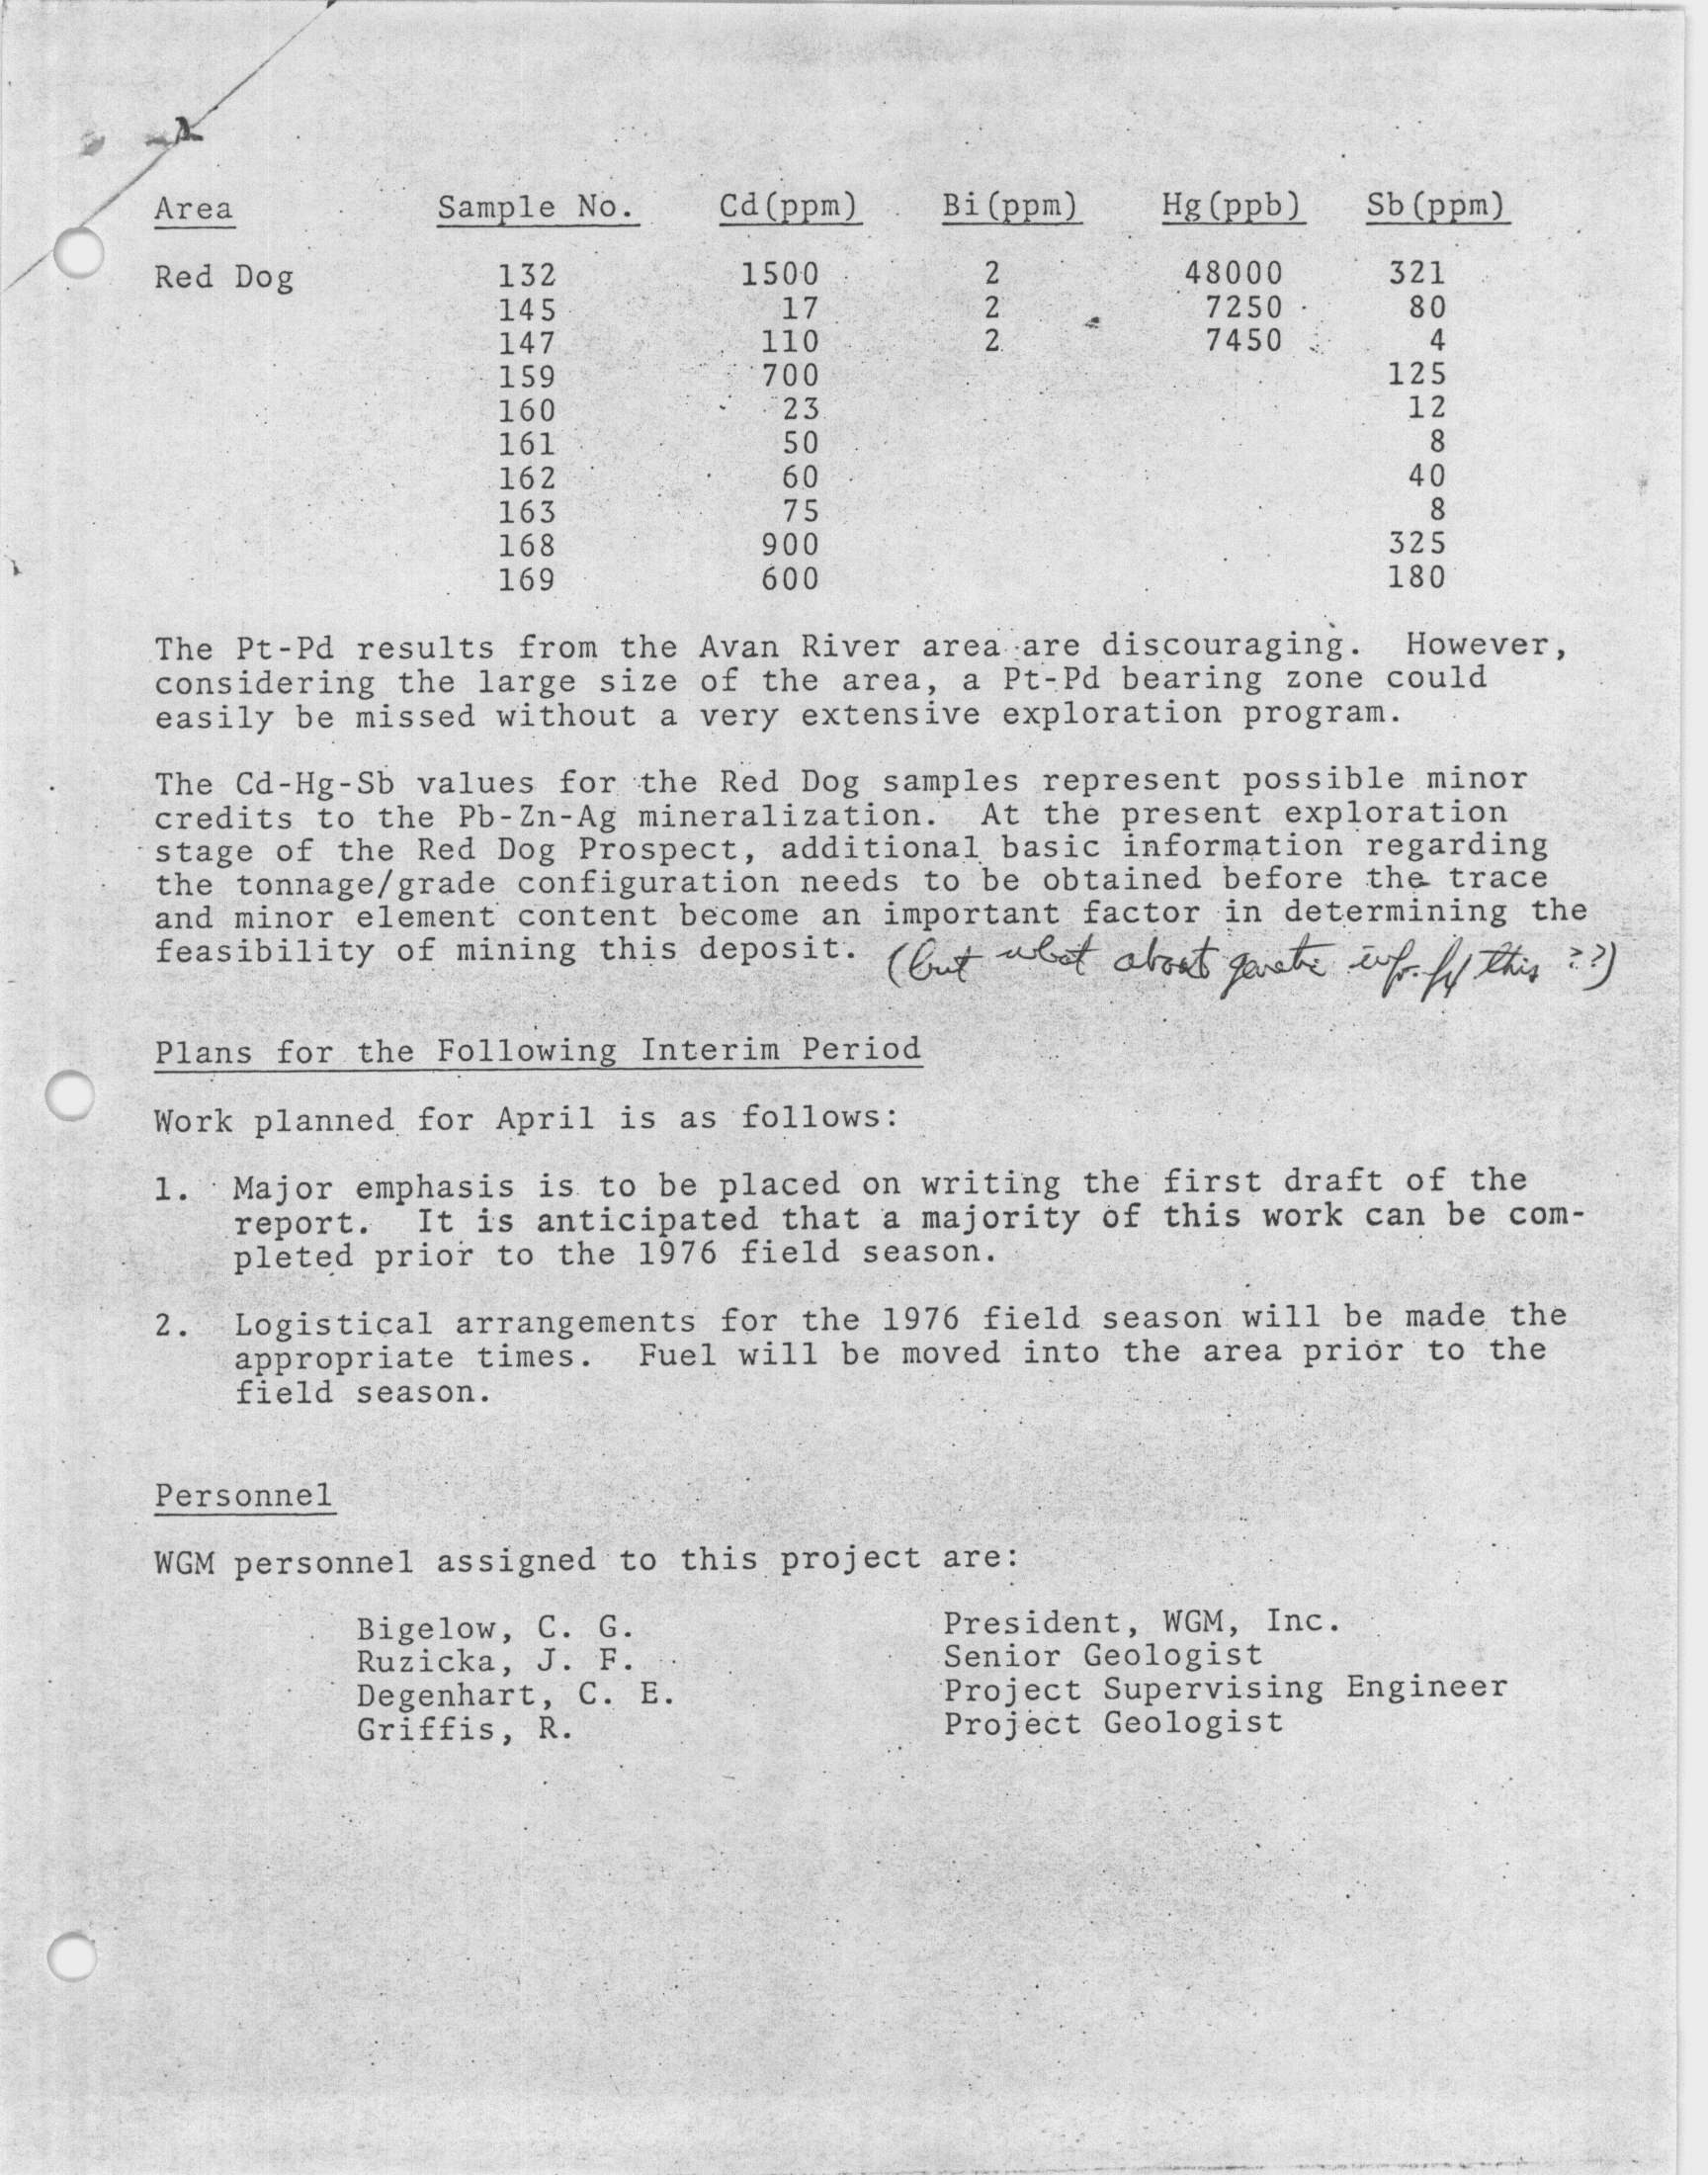 Area Sample No. Cd(ppm) Bi(ppm) Hg(ppb) Sb(ppm)
Red Dog 132 1500 2 48000 321
145 17 2 7250 80
147 110 2 7450 4
159 700 125
160 23 12
161 50 8
162 60 40
163 75 8
168 900 325
169 600 180
The Pt-Pd results from the Avan River area are discouraging. However,
considering the large size of the area, a Pt-Pd bearing zone could
easily be missed without a very extensive exploration program.
The Cd-Hg-Sb values for the Red Dog samples represent possible minor
credits to the Pb-Zn-Ag mineralization. At the present exploration
stage of the Red Dog Prospect, additional basic information regarding
the tonnage/grade configuration needs to be obtained before the trace
and minor element content become an important factor in determining the
feasibility of mining this deposit. (but what about genetic info. this ??)
Plans for the Following Interim Period
Work planned for April is as follows:
1. Major emphasis is to be placed on writing the first draft of the
report. It is anticipated that a majority of this work can be com-
pleted prior to the 1976 field season.
2. Logistical arrangements for the 1976 field season will be made the
appropriate times. Fuel will be moved into the area prior to the
field season.
Personnel
WGM personnel assigned to this project are:
Bigelow, C. G. President, WGM, Inc.
Ruzicka, J. F. Senior Geologist
Degenhart, C. E. Project Supervising Engineer
Griffis, R. Project Geologist